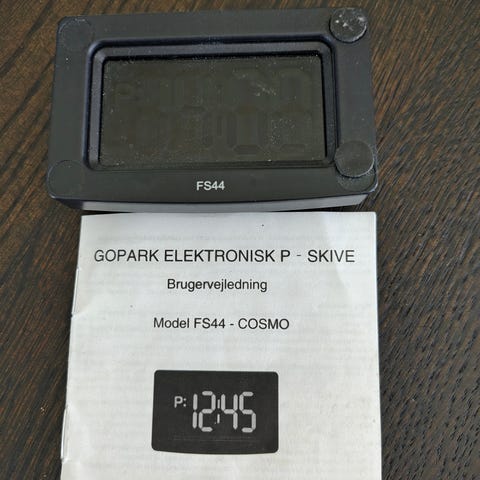 FS44
GOPARK ELEKTRONISK P - SKIVE
Brugervejledning
Model FS44 - COSMO
P: 12:45